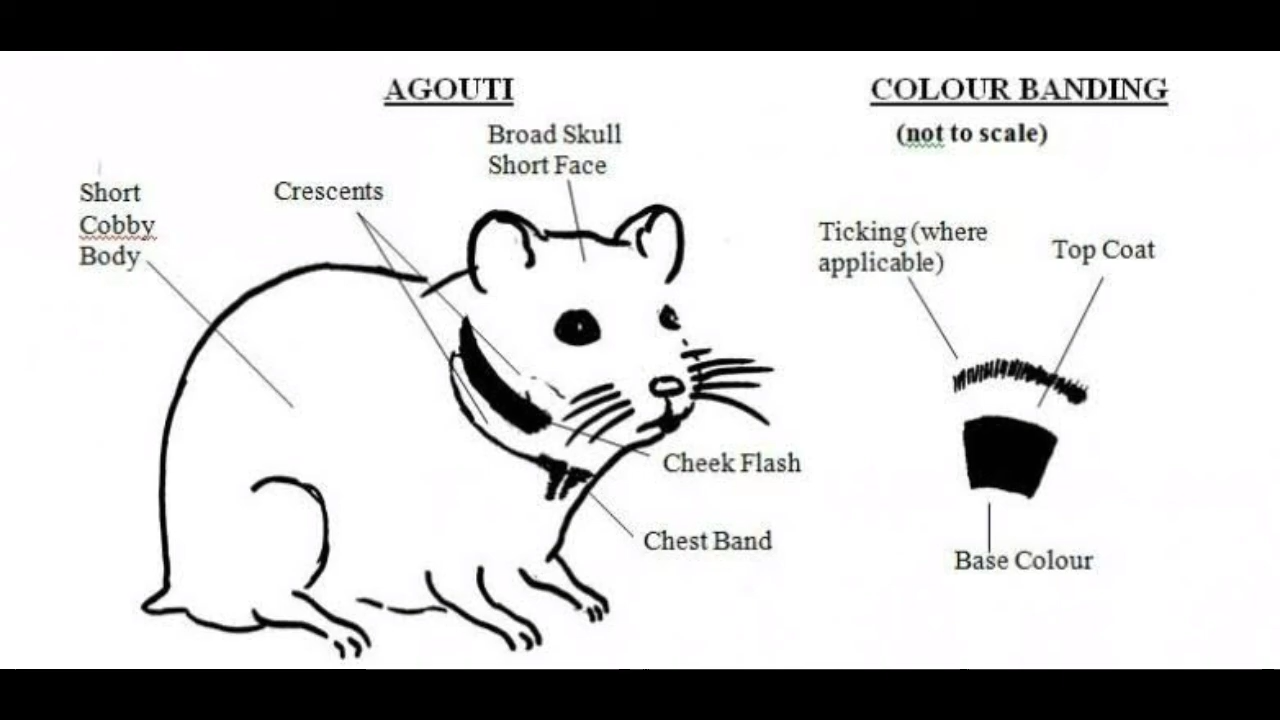 AGOUTI
Broad Skull
Short Face
Crescents
Short
Cobby
Body
Cheek Flash
Chest Band
COLOUR BANDING
(not to scale)
Ticking (where
applicable)
Top Coat
Base Colour